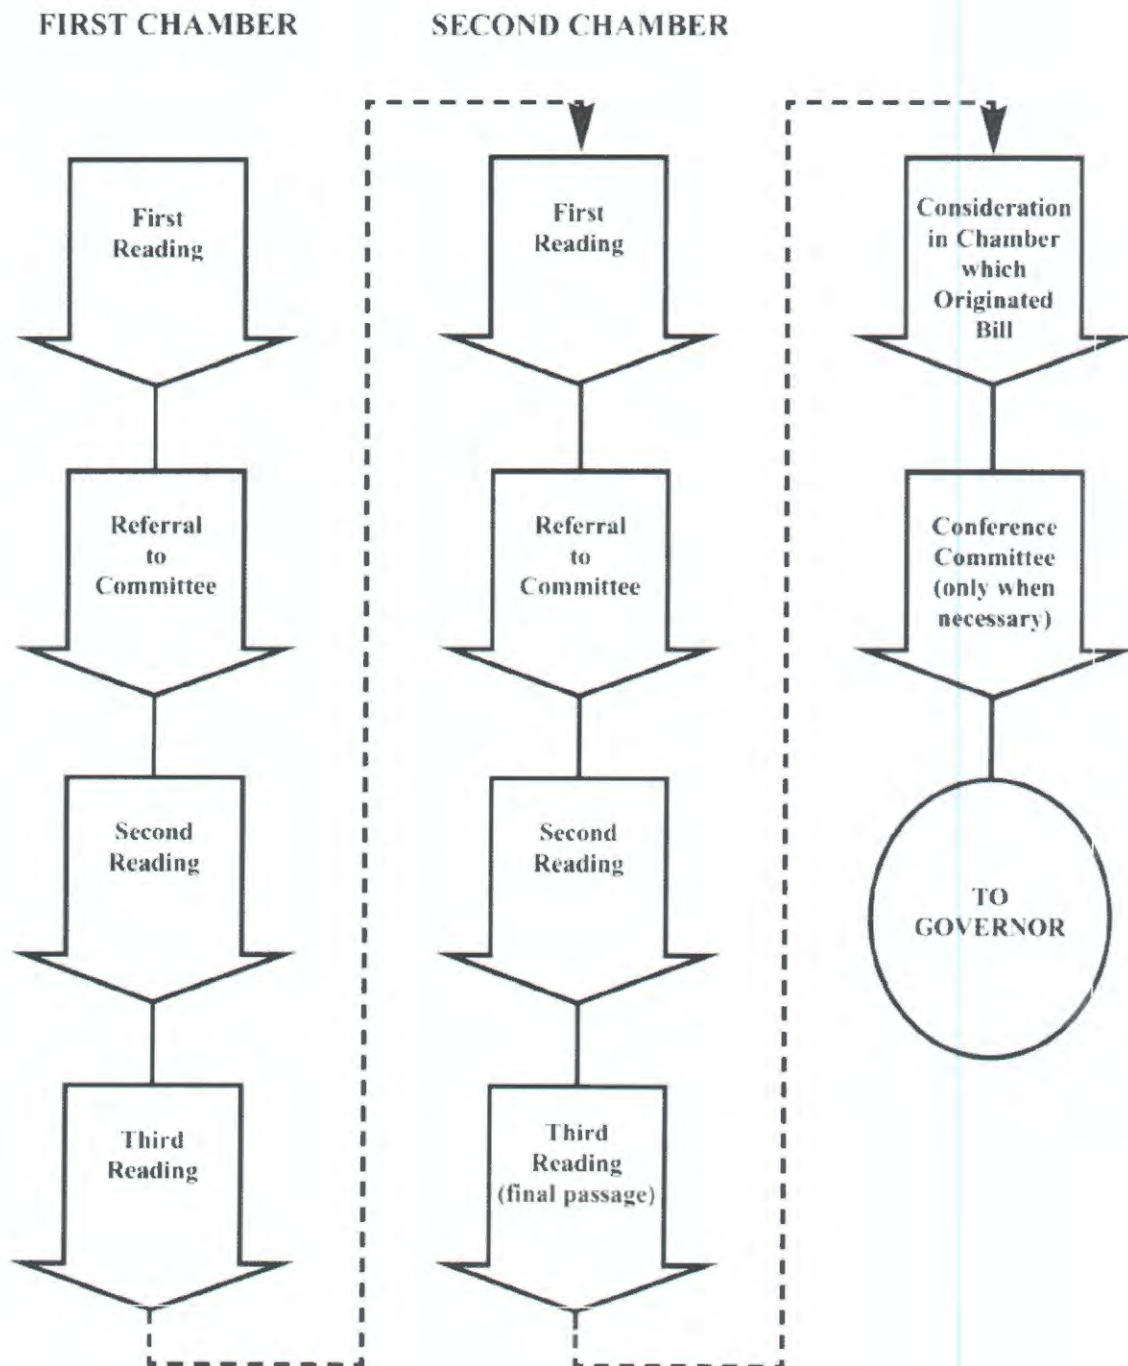 FIRST CHAMBER
First
Reading
Referral
to
Committee
Second
Reading
Third
Reading
SECOND CHAMBER
First
Reading
Referral
to
Committee
Second
Reading
Third
Reading
(final passage)
Consideration
in Chamber
which
Originated
Bill
Conference
Committee
(only when
necessary)
TO
GOVERNOR